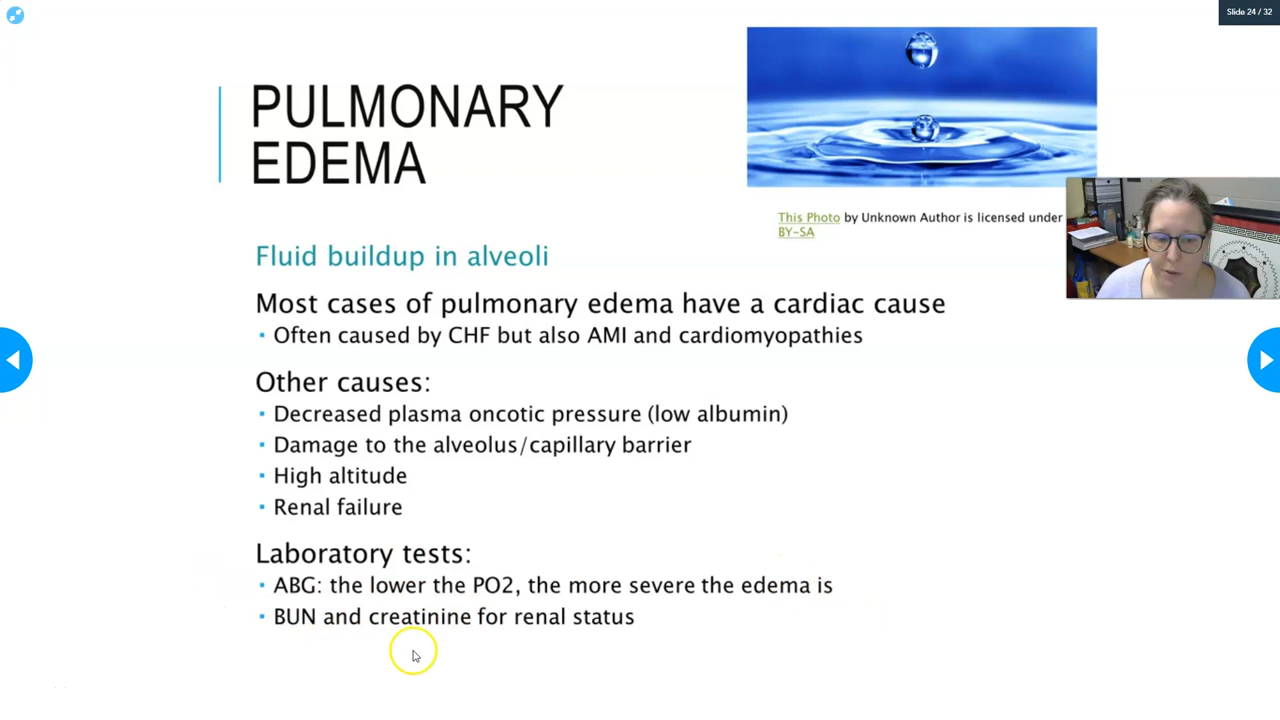 Slide 24 / 32
PULMONARY
EDEMA
This Photo by Unknown Author is licensed under
BY-SA
Fluid buildup in alveoli
Most cases of pulmonary edema have a cardiac cause
▪ Often caused by CHF but also AMI and cardiomyopathies
Other causes:
▪ Decreased plasma oncotic pressure (low albumin)
▪ Damage to the alveolus/capillary barrier
▪ High altitude
▪ Renal failure
Laboratory tests:
▪ ABG: the lower the PO2, the more severe the edema is
▪ BUN and creatinine for renal status